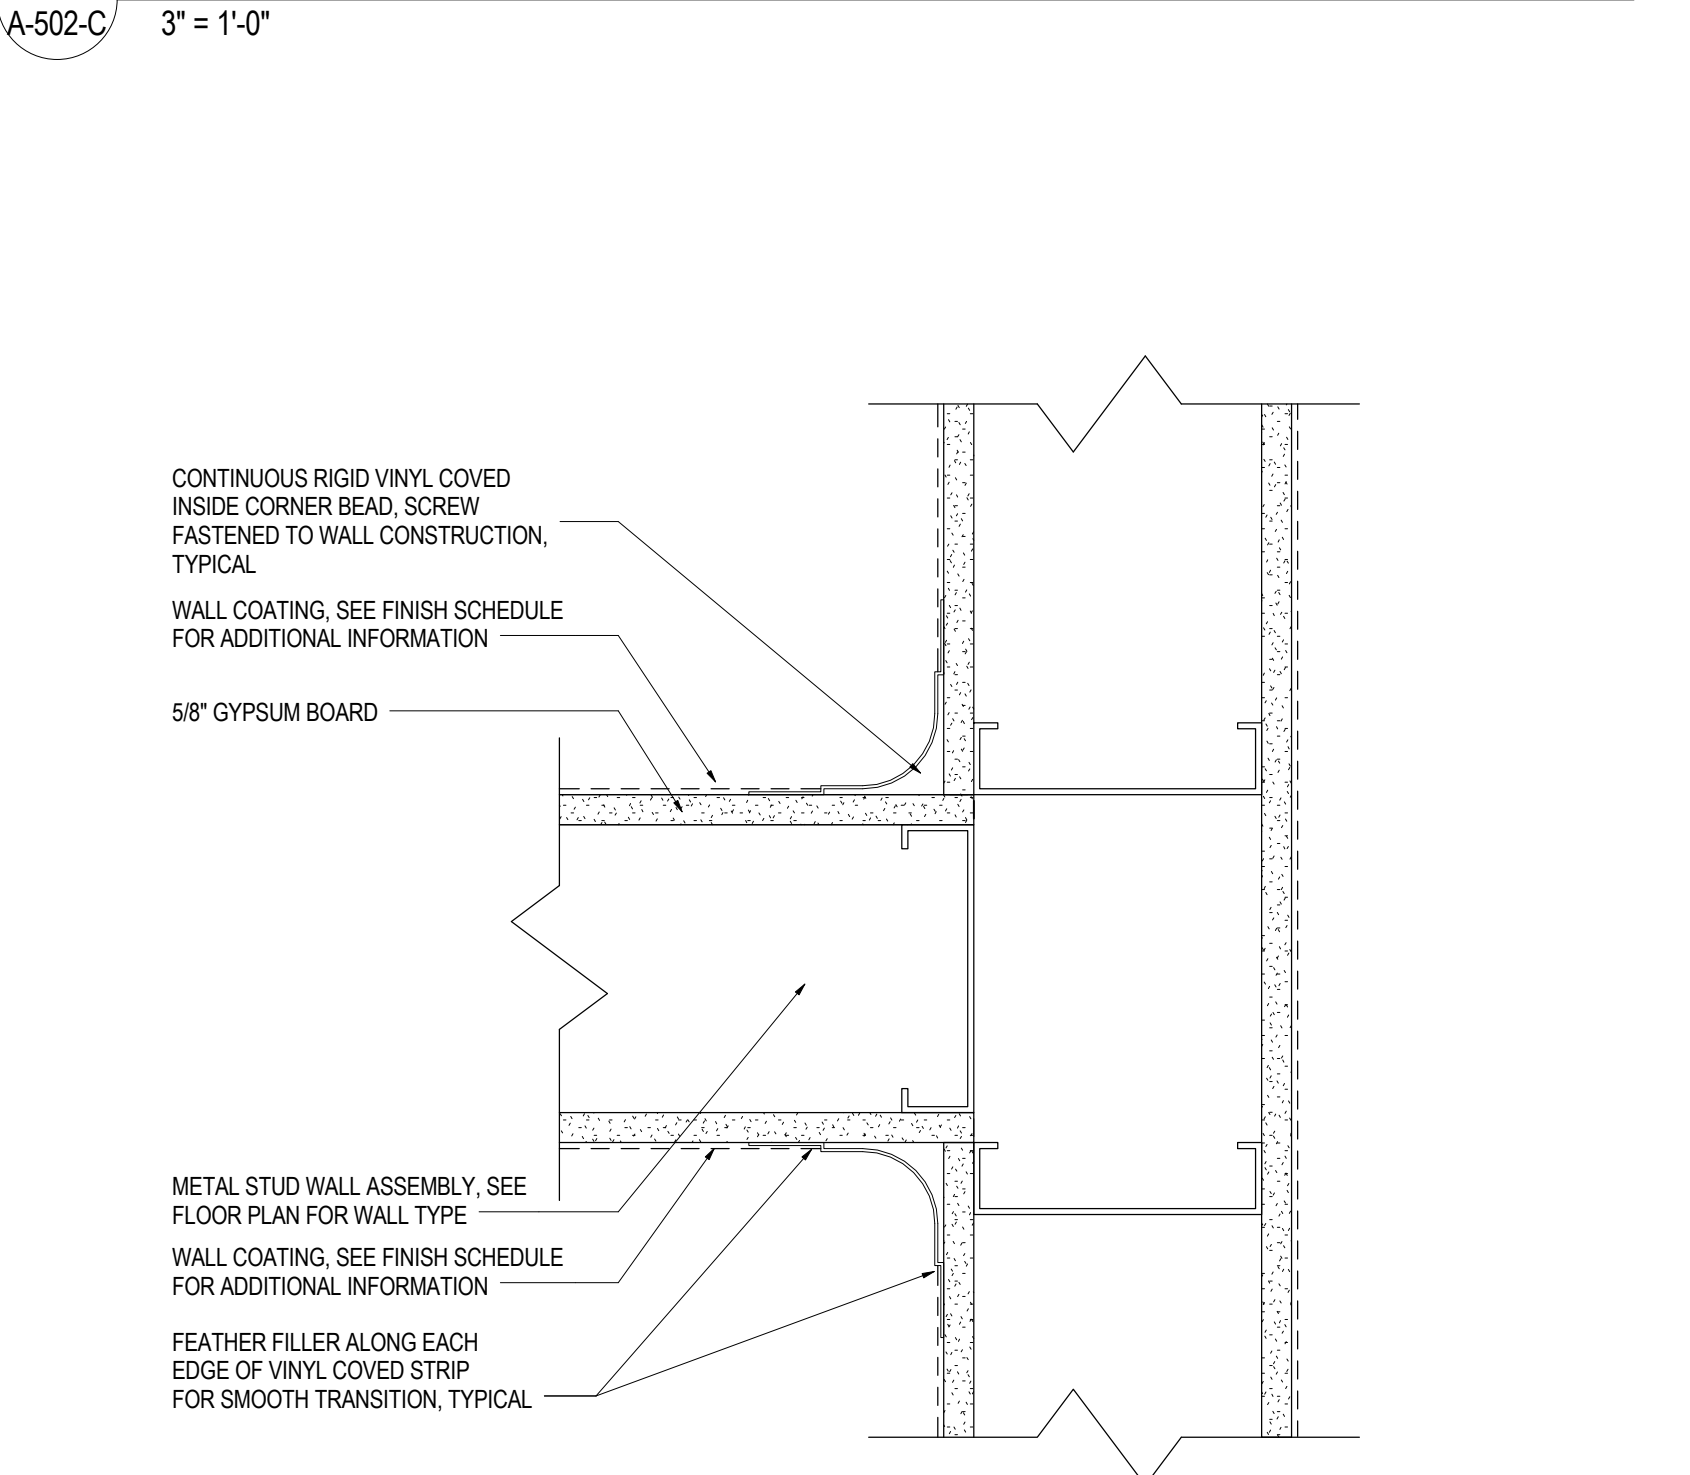 A-502-C 3" = 1'-0"
CONTINUOUS RIGID VINYL COVED
INSIDE CORNER BEAD, SCREW
FASTENED TO WALL CONSTRUCTION,
TYPICAL
WALL COATING, SEE FINISH SCHEDULE
FOR ADDITIONAL INFORMATION
5/8" GYPSUM BOARD
METAL STUD WALL ASSEMBLY, SEE
FLOOR PLAN FOR WALL TYPE
WALL COATING, SEE FINISH SCHEDULE
FOR ADDITIONAL INFORMATION
FEATHER FILLER ALONG EACH
EDGE OF VINYL COVED STRIP
FOR SMOOTH TRANSITION, TYPICAL